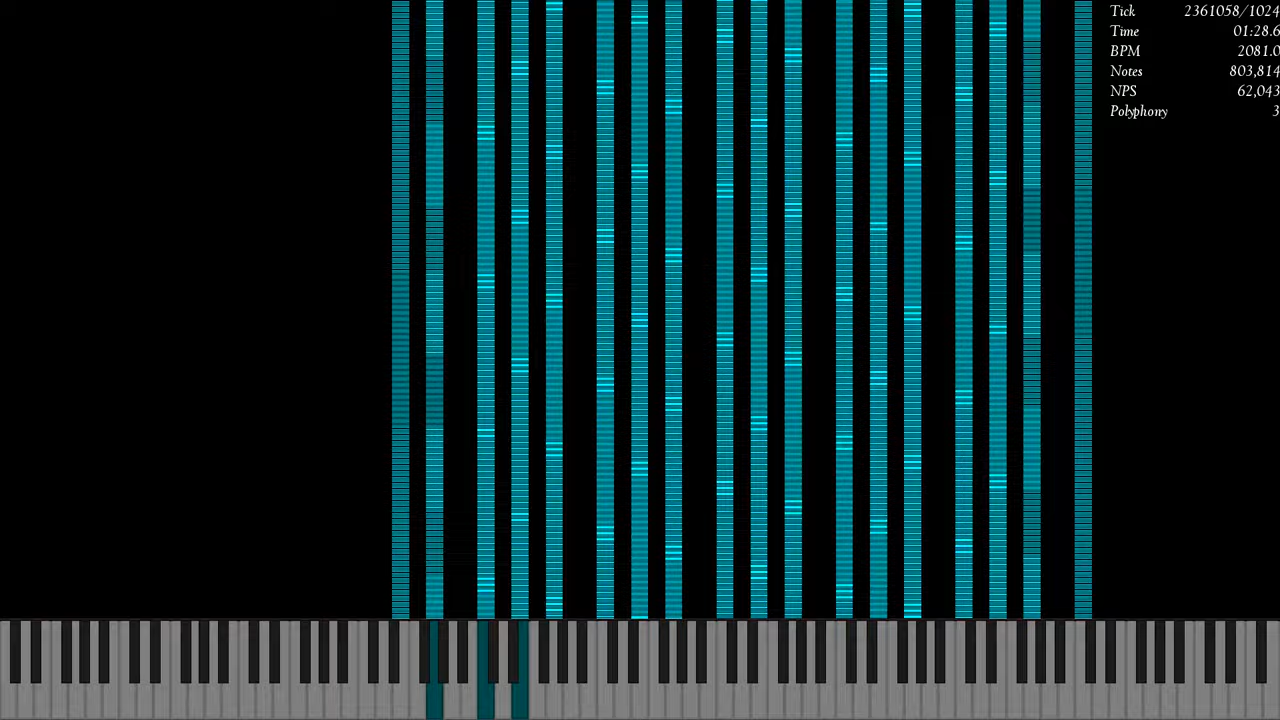 Tick 2361058/1024
Time 01:28.6
BPM 2081.0
Notes 803,814
NPS 62,043
Polyphony 3